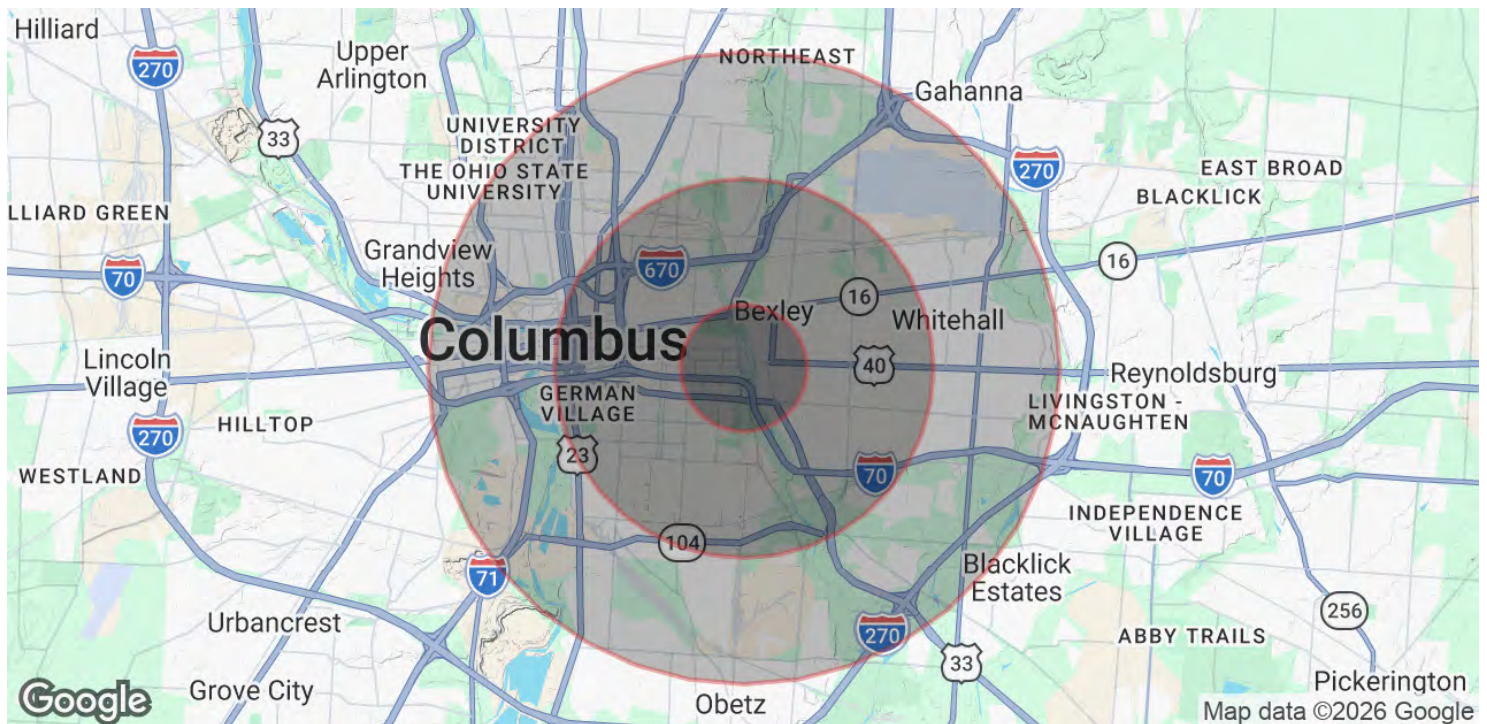 Hilliard
270
Upper
Arlington
NORTHEAST
Gahanna
33
UNIVERSITY
DISTRICT
THE OHIO STATE
UNIVERSITY
270
EAST BROAD
BLACKLICK
LLIARD GREEN
Grandview
Heights
70
670
16
16
Bexley
Whitehall
Columbus
Lincoln
Village
40
Reynoldsburg
GERMAN
VILLAGE
LIVINGSTON -
MCNAUGHTEN
HILLTOP
270
23
WESTLAND
70
70
INDEPENDENCE
VILLAGE
104
71
Blacklick
Estates
Urbancrest
270
256
ABBY TRAILS
33
Grove City
Obetz
Pickerington
Google
Map data ©2026 Google